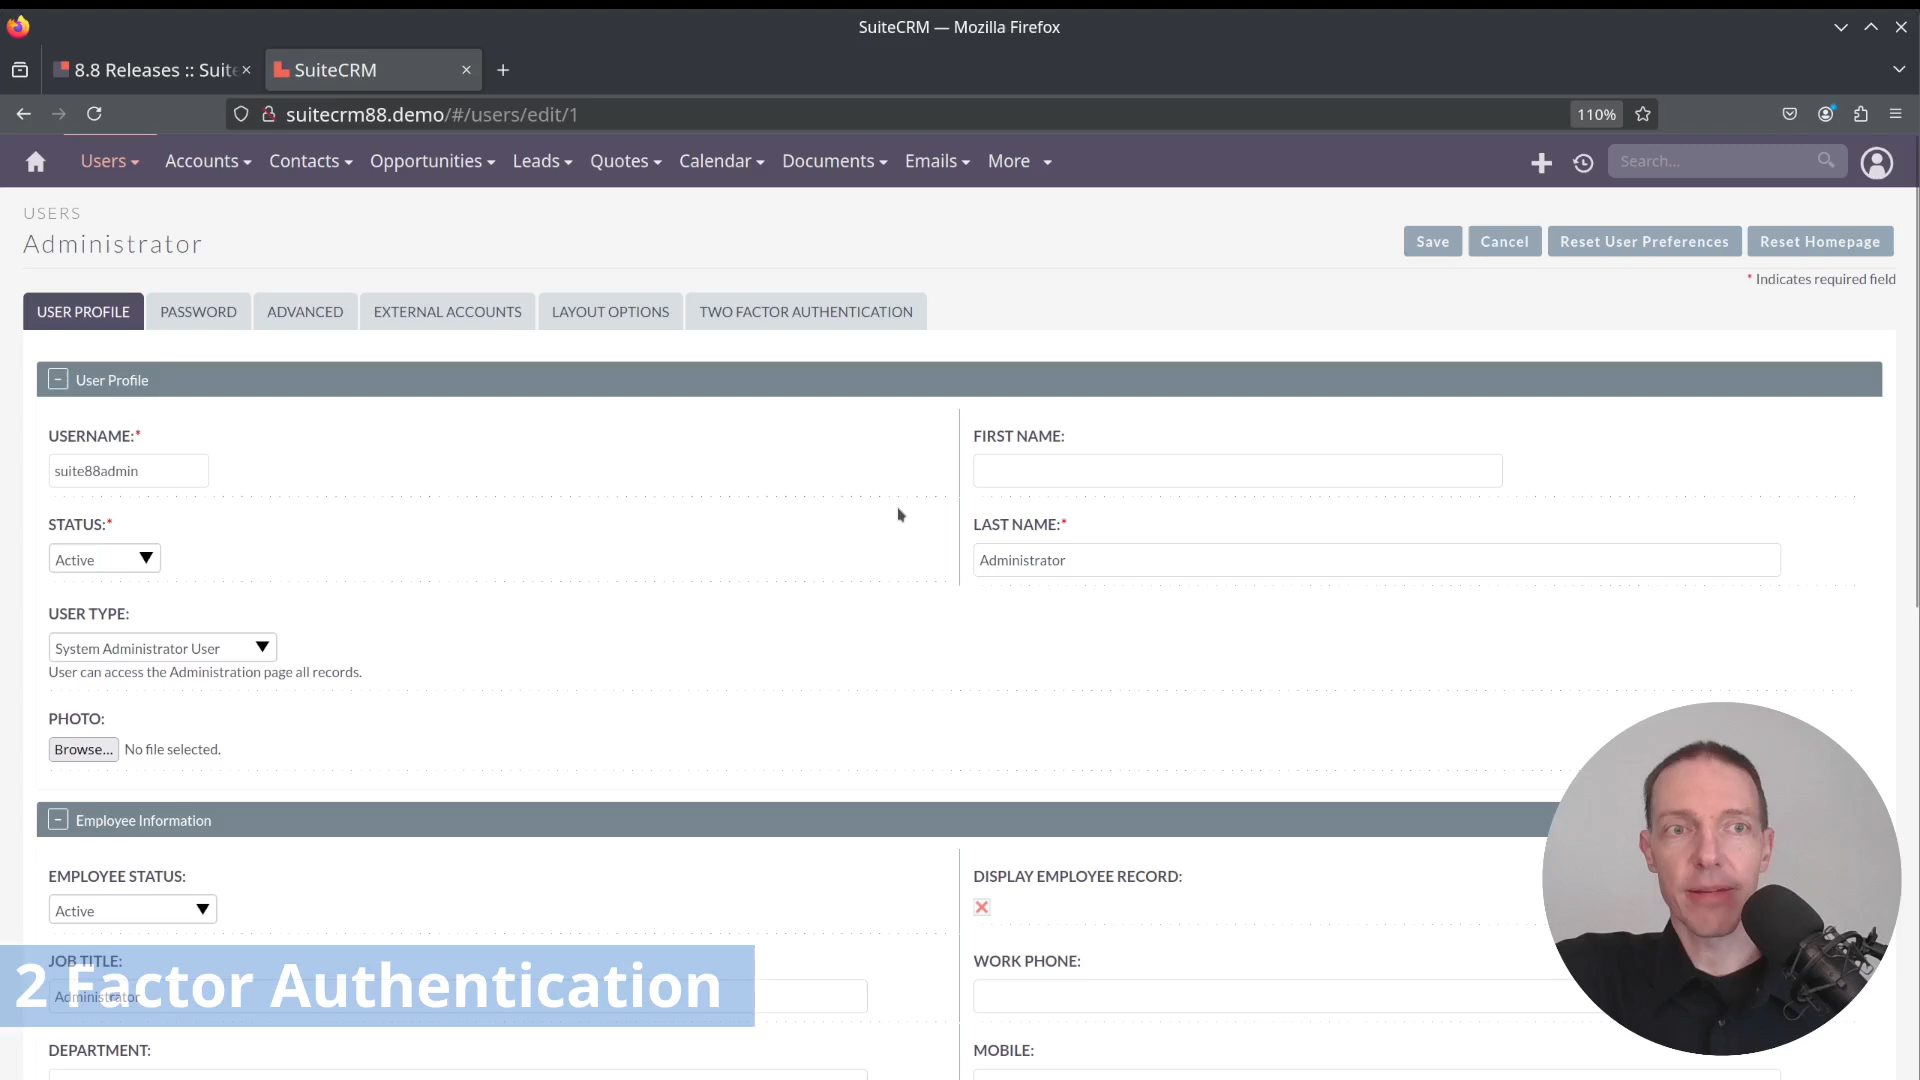 SuiteCRM — Mozilla Firefox
8.8 Releases :: Suite
SuiteCRM
suitecrm88.demo/#/users/edit/1
110%
Users
Accounts
Contacts
Opportunities
Leads
Quotes
Calendar
Documents
Emails
More
Search...
USERS
Administrator
Save
Cancel
Reset User Preferences
Reset Homepage
* Indicates required field
USER PROFILE
PASSWORD
ADVANCED
EXTERNAL ACCOUNTS
LAYOUT OPTIONS
TWO FACTOR AUTHENTICATION
User Profile
USERNAME:*
FIRST NAME:
suite88admin
STATUS:*
LAST NAME:*
Active
Administrator
USER TYPE:
System Administrator User
User can access the Administration page all records.
PHOTO:
Browse...
No file selected.
Employee Information
EMPLOYEE STATUS:
DISPLAY EMPLOYEE RECORD:
Active
JOB TITLE:
WORK PHONE:
Administrator
2 Factor Authentication
DEPARTMENT:
MOBILE: